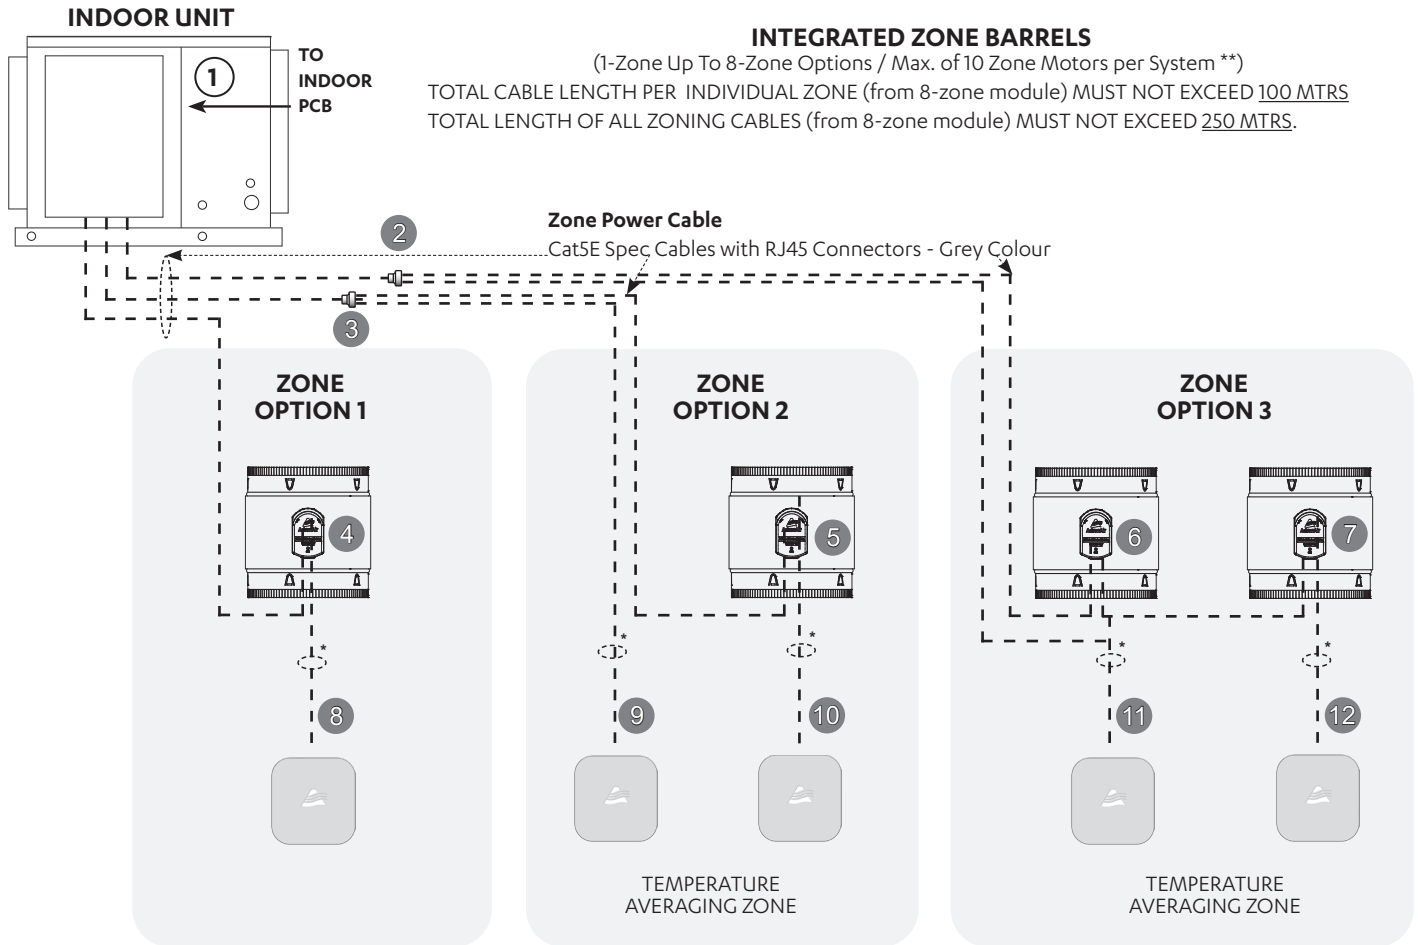 INDOOR UNIT
1
TO
INDOOR
PCB
INTEGRATED ZONE BARRELS
(1-Zone Up To 8-Zone Options / Max. of 10 Zone Motors per System **)
TOTAL CABLE LENGTH PER INDIVIDUAL ZONE (from 8-zone module) MUST NOT EXCEED 100 MTRS
TOTAL LENGTH OF ALL ZONING CABLES (from 8-zone module) MUST NOT EXCEED 250 MTRS.
2
Zone Power Cable
Cat5E Spec Cables with RJ45 Connectors - Grey Colour
3
ZONE
OPTION 1
4
*
8
ZONE
OPTION 2
5
*
*
9
10
TEMPERATURE
AVERAGING ZONE
ZONE
OPTION 3
6
7
*
*
11
12
TEMPERATURE
AVERAGING ZONE